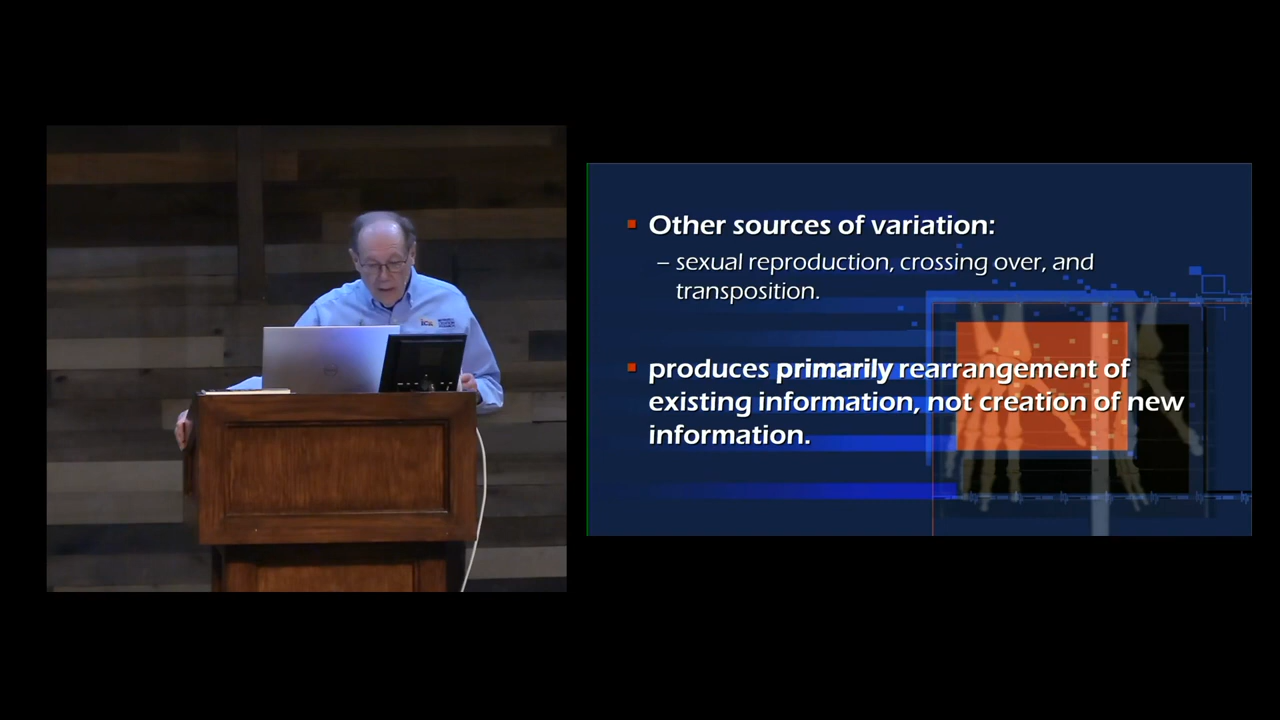 Other sources of variation:
– sexual reproduction, crossing over, and
transposition.
produces primarily rearrangement of
existing information, not creation of new
information.